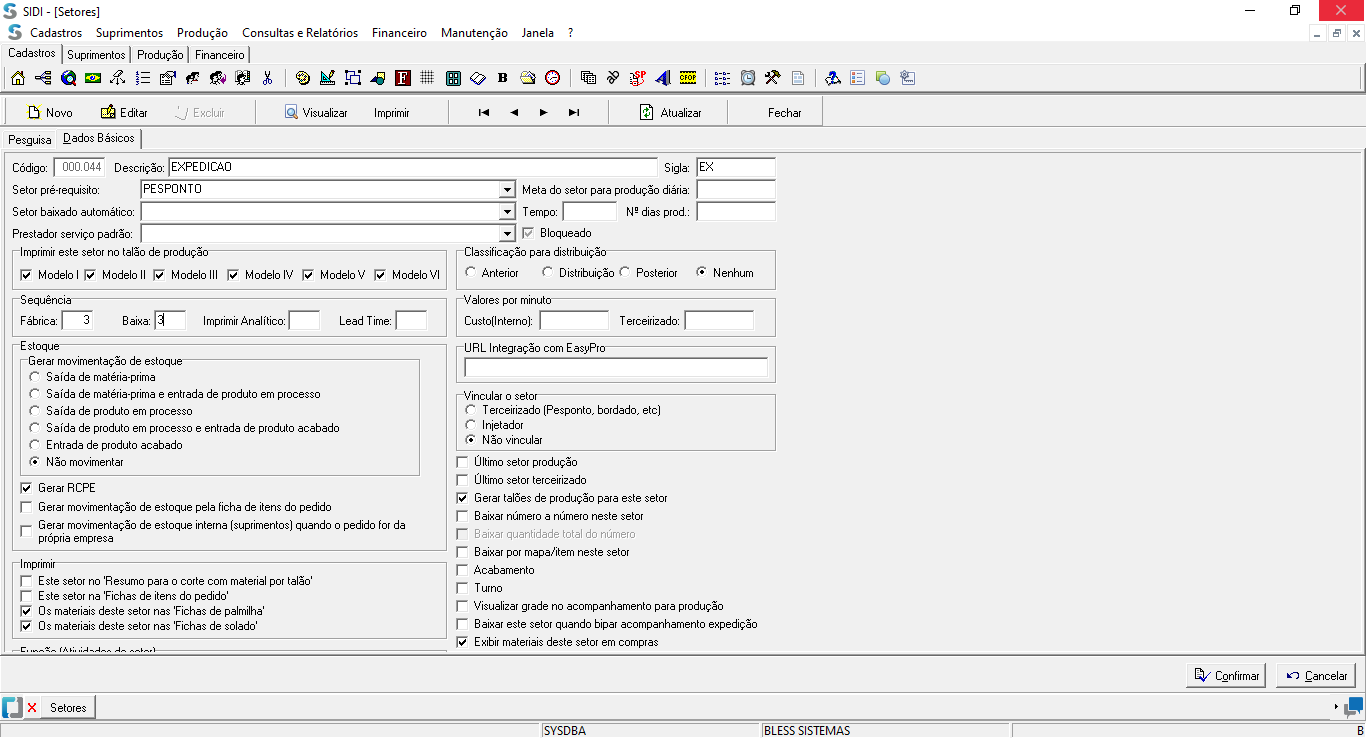 SIDI - [Setores]
Cadastros Suprimentos Produção Consultas e Relatórios Financeiro Manutenção Janela ?
Cadastros Suprimentos Produção Financeiro
F B SP CFOP
Novo Editar Excluir Visualizar Imprimir Atualizar Fechar
Pesquisa Dados Básicos
Código: 000.044 Descrição: EXPEDICAO Sigla: EX
Setor pré-requisito: PESPONTO Meta do setor para produção diária:
Setor baixado automático: Tempo: Nº dias prod.:
Prestador serviço padrão: Bloqueado
Imprimir este setor no talão de produção
Modelo I Modelo II Modelo III Modelo IV Modelo V Modelo VI
Classificação para distribuição
Anterior Distribuição Posterior Nenhum
Sequência
Fábrica: 3 Baixa: 3 Imprimir Analítico: Lead Time:
Valores por minuto
Custo(Interno): Terceirizado:
Estoque
Gerar movimentação de estoque
Saída de matéria-prima
Saída de matéria-prima e entrada de produto em processo
Saída de produto em processo
Saída de produto em processo e entrada de produto acabado
Entrada de produto acabado
Não movimentar
Gerar RCPE
Gerar movimentação de estoque pela ficha de itens do pedido
Gerar movimentação de estoque interna (suprimentos) quando o pedido for da
própria empresa
Imprimir
Este setor no 'Resumo para o corte com material por talão'
Este setor na 'Fichas de itens do pedido'
Os materiais deste setor nas 'Fichas de palmilha'
Os materiais deste setor nas 'Fichas de solado'
Função (Atividades do setor)
URL Integração com EasyPro
Vincular o setor
Terceirizado (Pesponto, bordado, etc)
Injetador
Não vincular
Último setor produção
Último setor terceirizado
Gerar talões de produção para este setor
Baixar número a número neste setor
Baixar quantidade total do número
Baixar por mapa/item neste setor
Acabamento
Turno
Visualizar grade no acompanhamento para produção
Baixar este setor quando bipar acompanhamento expedição
Exibir materiais deste setor em compras
Confirmar Cancelar
Setores
SYSDBA BLESS SISTEMAS B